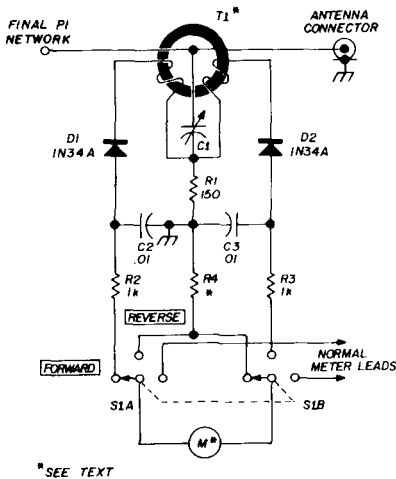 T1*
FINAL PI
NETWORK
ANTENNA
CONNECTOR
D1
1N34A
C1
D2
1N34A
R1
150
C2
.01
C3
.01
R2
1k
R4
*
R3
1k
REVERSE
FORWARD
NORMAL
METER LEADS
S1A
S1B
M*
*SEE TEXT